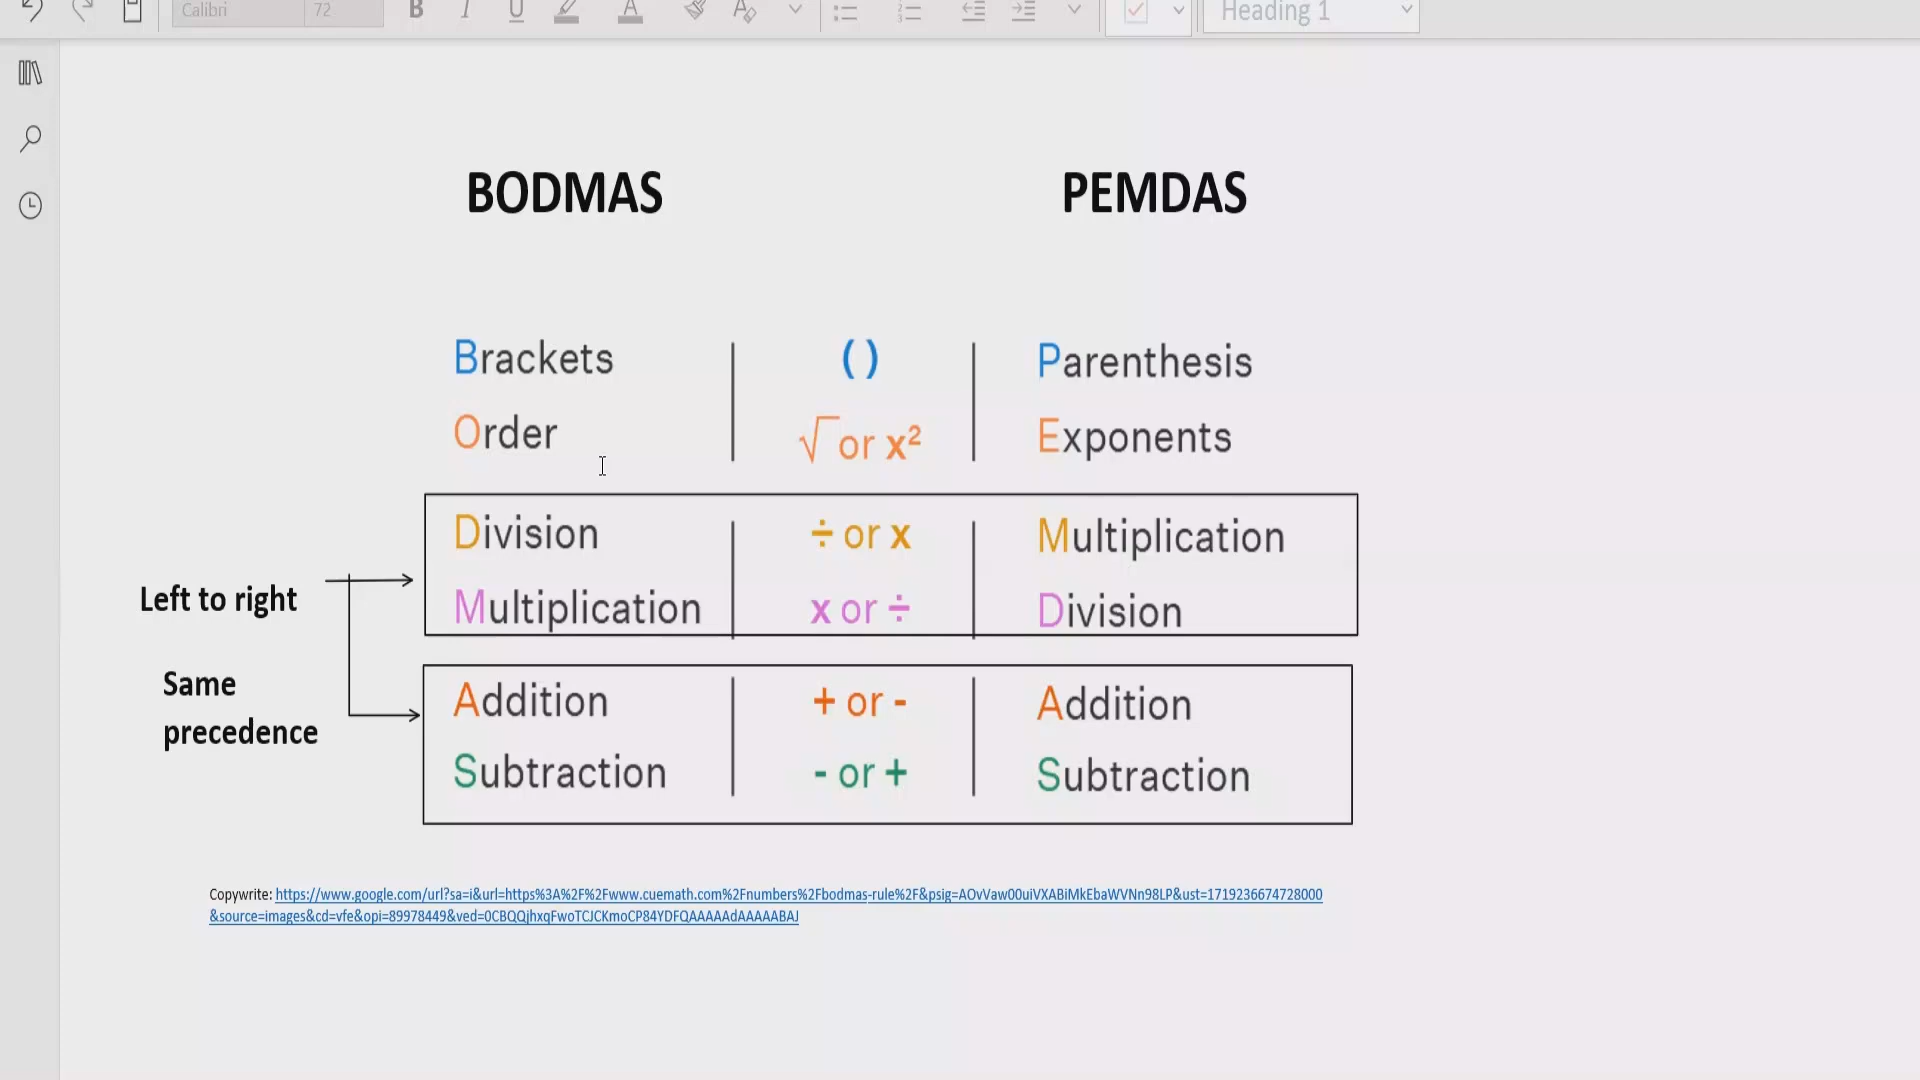 Calibri 72 B I U A Heading 1
BODMAS PEMDAS
Brackets ( ) Parenthesis
Order √ or x² Exponents
Division ÷ or x Multiplication
Left to right
Multiplication x or ÷ Division
Same
precedence
Addition + or - Addition
Subtraction - or + Subtraction
Copywrite: https://www.google.com/url?sa=i&url=https%3A%2F%2Fwww.cuemath.com%2Fnumbers%2Fbodmas-rule%2F&psig=AOvVaw00uiVXABiMkEbaWVNn98LP&ust=1719236674728000
&source=images&cd=vfe&opi=89978449&ved=0CBQQjhxqFwoTCJCKmoCP84YDFQAAAAAdAAAAABAJ